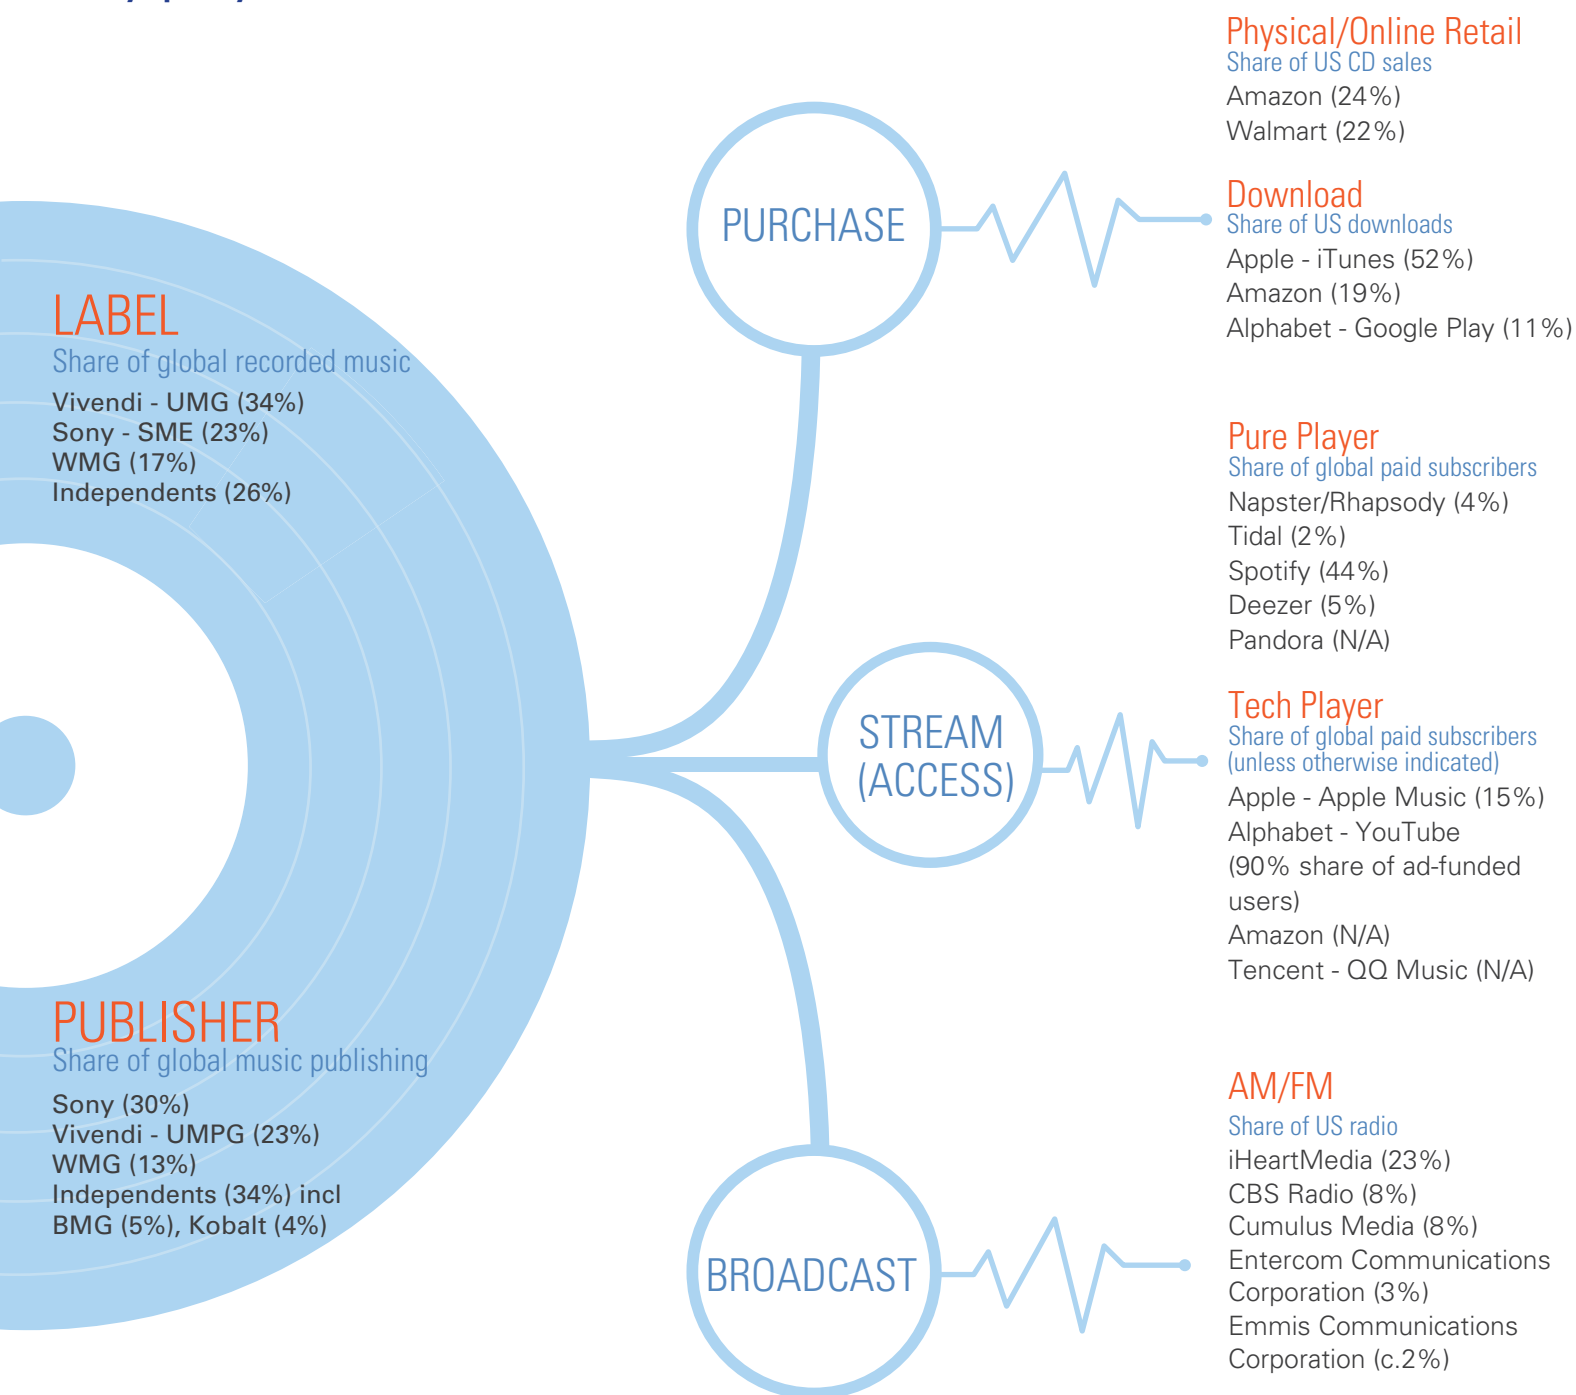 LABEL
Share of global recorded music
Vivendi - UMG (34%)
Sony - SME (23%)
WMG (17%)
Independents (26%)
PUBLISHER
Share of global music publishing
Sony (30%)
Vivendi - UMPG (23%)
WMG (13%)
Independents (34%) incl
BMG (5%), Kobalt (4%)
PURCHASE
Physical/Online Retail
Share of US CD sales
Amazon (24%)
Walmart (22%)
Download
Share of US downloads
Apple - iTunes (52%)
Amazon (19%)
Alphabet - Google Play (11%)
STREAM
(ACCESS)
Pure Player
Share of global paid subscribers
Napster/Rhapsody (4%)
Tidal (2%)
Spotify (44%)
Deezer (5%)
Pandora (N/A)
Tech Player
Share of global paid subscribers
(unless otherwise indicated)
Apple - Apple Music (15%)
Alphabet - YouTube
(90% share of ad-funded
users)
Amazon (N/A)
Tencent - QQ Music (N/A)
BROADCAST
AM/FM
Share of US radio
iHeartMedia (23%)
CBS Radio (8%)
Cumulus Media (8%)
Entercom Communications
Corporation (3%)
Emmis Communications
Corporation (c.2%)